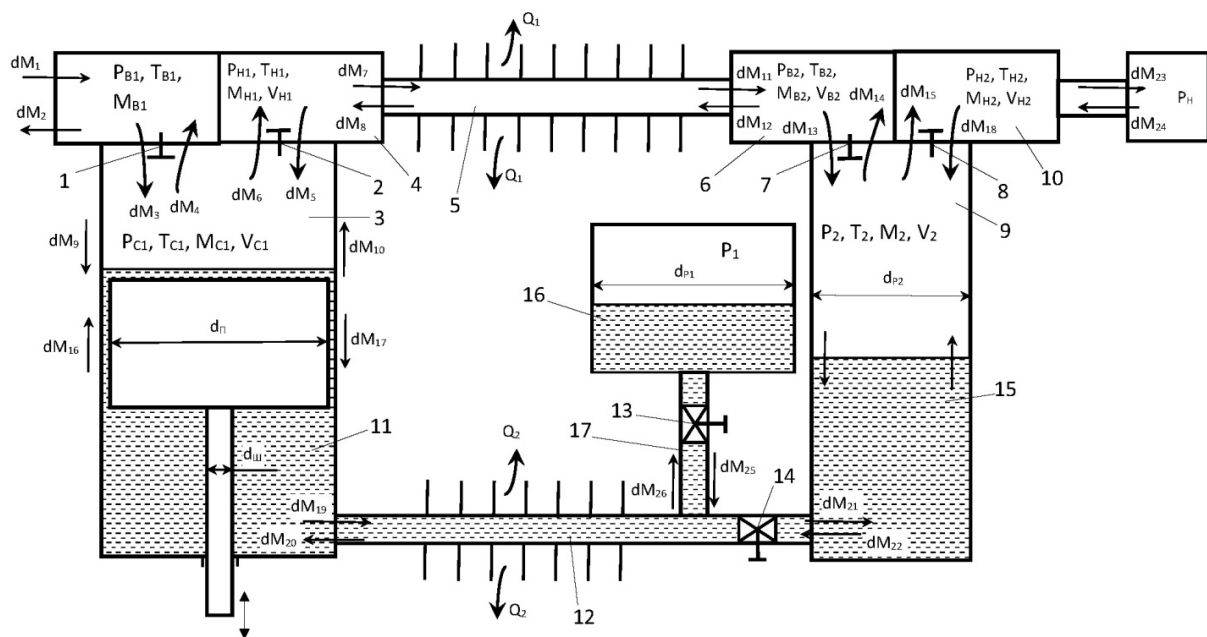 Q₁
dM₁
P_B1, T_B1,
M_B1
P_H1, T_H1,
M_H1, V_H1
dM₇
dM₁₁
P_B2, T_B2,
M_B2, V_B2
dM₁₄
dM₁₅
P_H2, T_H2,
M_H2, V_H2
dM₂₃
P_H
dM₂
dM₈
dM₁₂
dM₁₃
dM₁₈
dM₂₄
1
dM₃
dM₄
dM₆
dM₅
2
4
Q₁
5
6
7
8
10
3
9
dM₉
P_C1, T_C1, M_C1, V_C1
dM₁₀
P₁
P₂, T₂, M₂, V₂
d_P1
d_P2
16
d_П
dM₁₆
dM₁₇
15
13
11
17
d_Ш
Q₂
dM₂₆
dM₂₅
14
dM₁₉
dM₂₁
dM₂₀
dM₂₂
Q₂
12